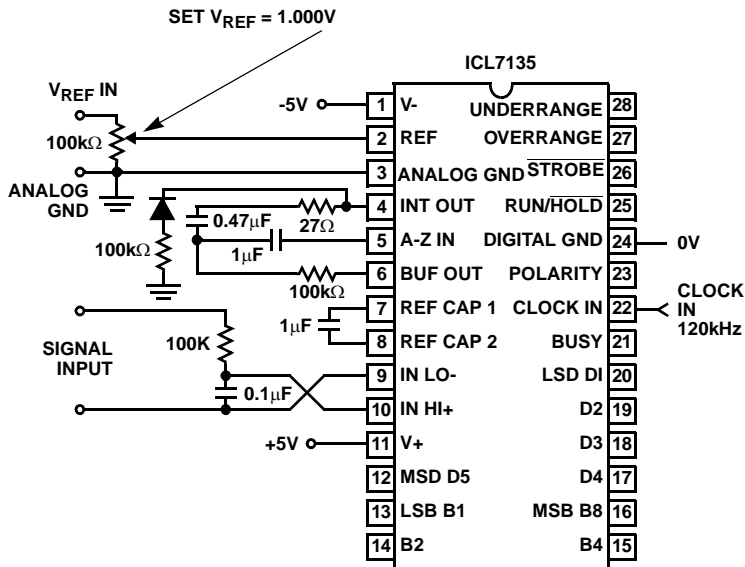 SET VREF = 1.000V
ICL7135
VREF IN
100kΩ
ANALOG GND
-5V
1 V-
2 REF
3 ANALOG GND
4 INT OUT
5 A-Z IN
6 BUF OUT
7 REF CAP 1
8 REF CAP 2
9 IN LO-
10 IN HI+
11 V+
12 MSD D5
13 LSB B1
14 B2
UNDERRANGE 28
OVERRANGE 27
STROBE 26
RUN/HOLD 25
DIGITAL GND 24
POLARITY 23
CLOCK IN 22
BUSY 21
LSD DI 20
D2 19
D3 18
D4 17
MSB B8 16
B4 15
0.47μF
27Ω
100kΩ
1μF
100kΩ
1μF
SIGNAL
INPUT
100K
0.1μF
+5V
0V
CLOCK
IN
120kHz